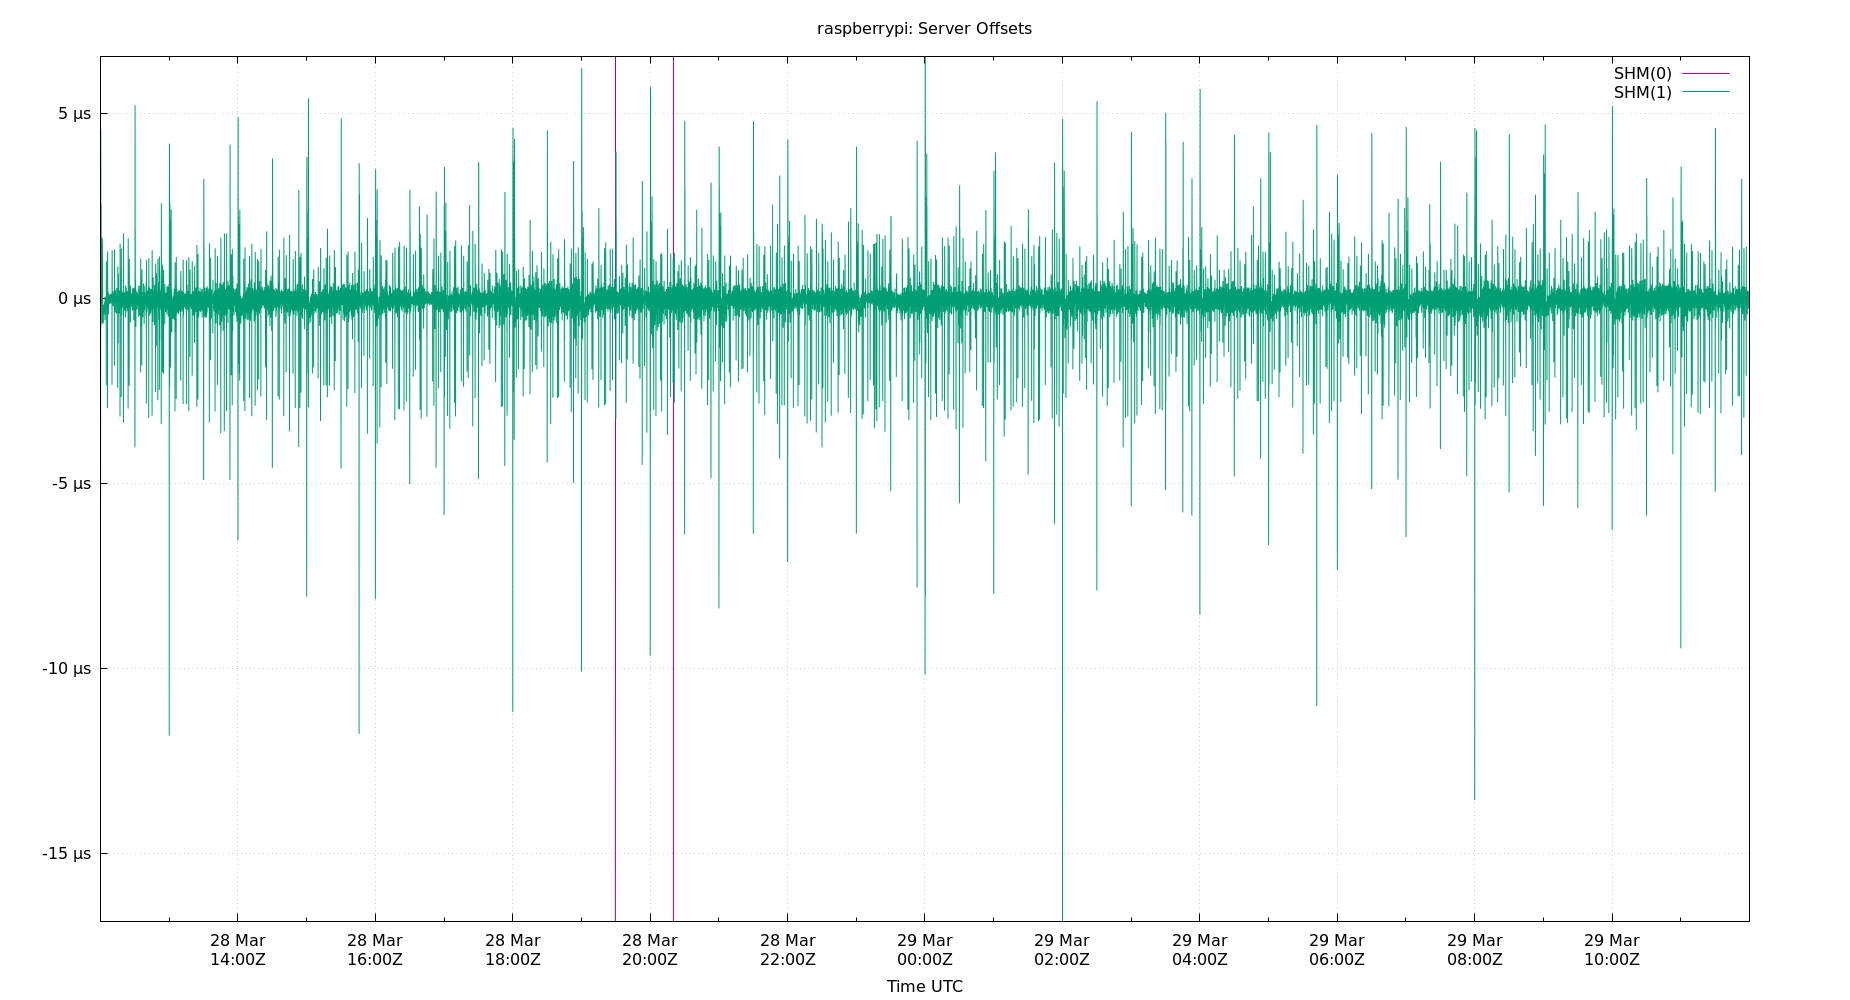 raspberrypi: Server Offsets
SHM(0)
SHM(1)
5 µs
0 µs
-5 µs
-10 µs
-15 µs
28 Mar 28 Mar 28 Mar 28 Mar 28 Mar 29 Mar 29 Mar 29 Mar 29 Mar 29 Mar 29 Mar
14:00Z 16:00Z 18:00Z 20:00Z 22:00Z 00:00Z 02:00Z 04:00Z 06:00Z 08:00Z 10:00Z
Time UTC